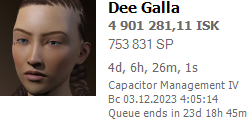 Dee Galla
4 901 281,11 ISK
753 831 SP
4d, 6h, 26m, 1s
Capacitor Management IV
Вс 03.12.2023 4:05:14
Queue ends in 23d 18h 45m